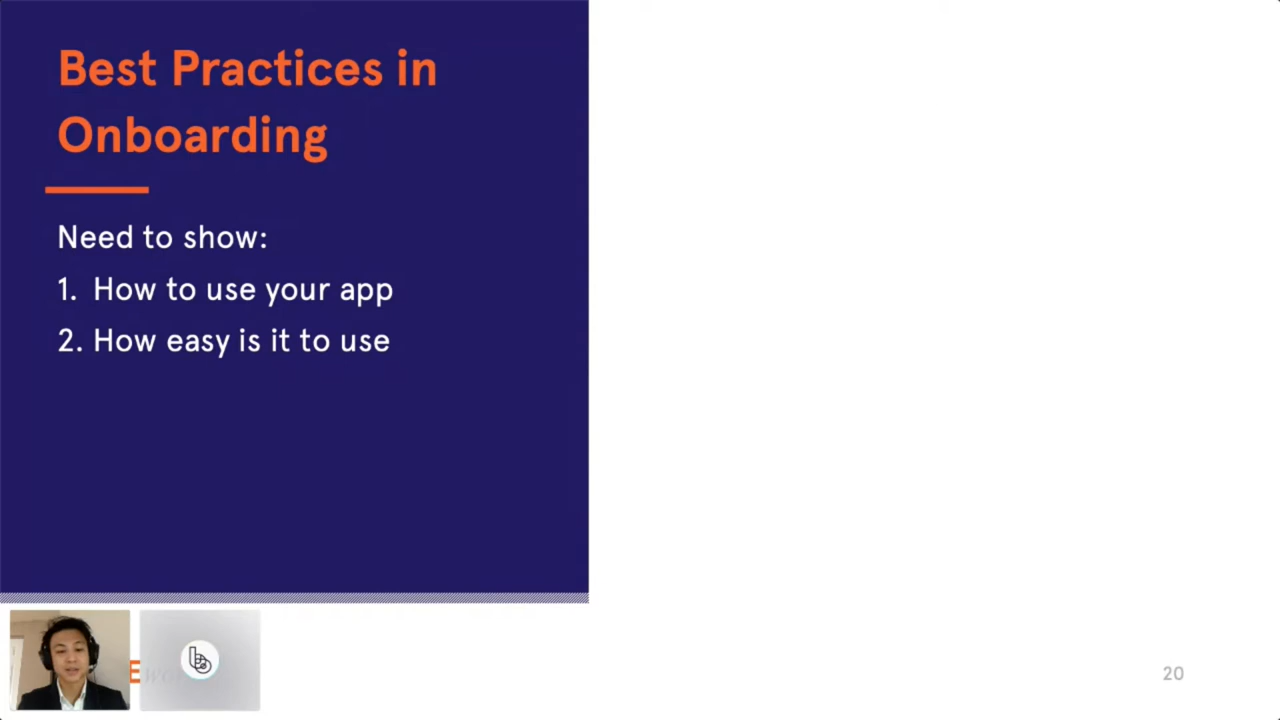 Best Practices in
Onboarding
Need to show:
1. How to use your app
2. How easy is it to use
20